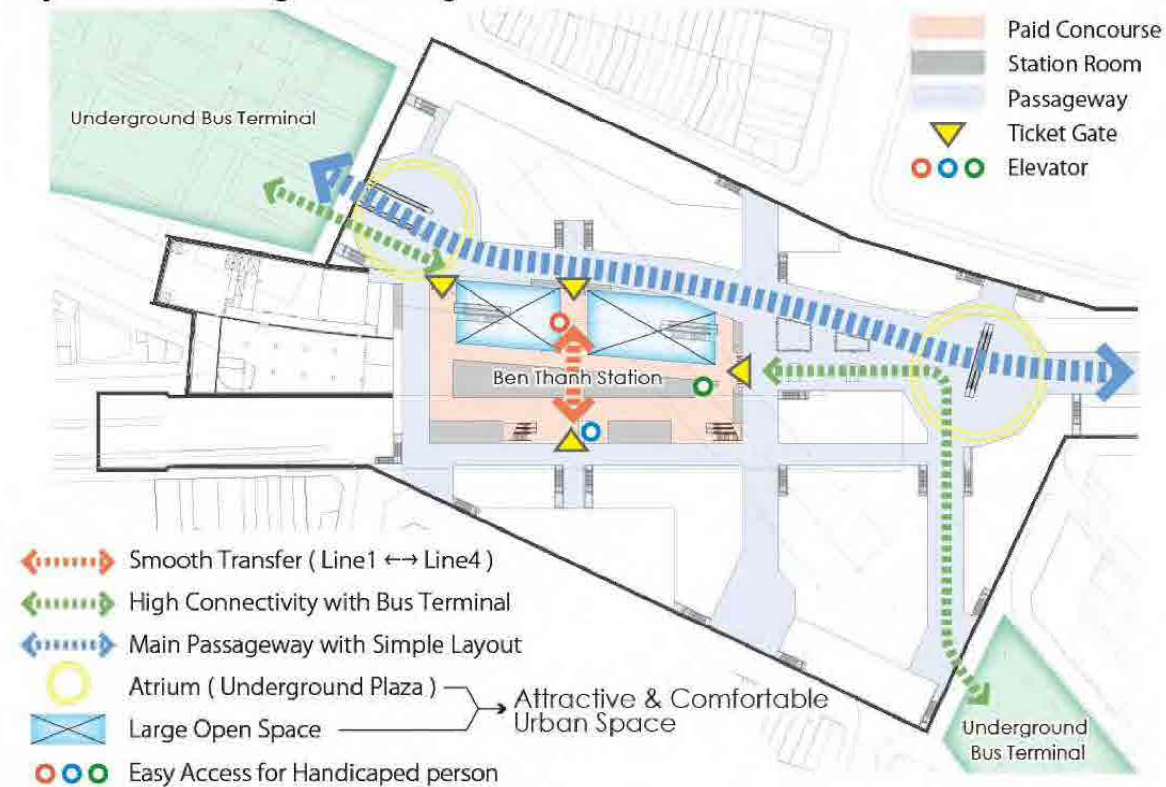 Paid Concourse
Station Room
Passageway
Ticket Gate
Elevator
Underground Bus Terminal
Ben Thanh Station
Smooth Transfer ( Line1 ←→ Line4 )
High Connectivity with Bus Terminal
Main Passageway with Simple Layout
Atrium ( Underground Plaza )
Large Open Space
Attractive & Comfortable
Urban Space
Easy Access for Handicaped person
Underground
Bus Terminal